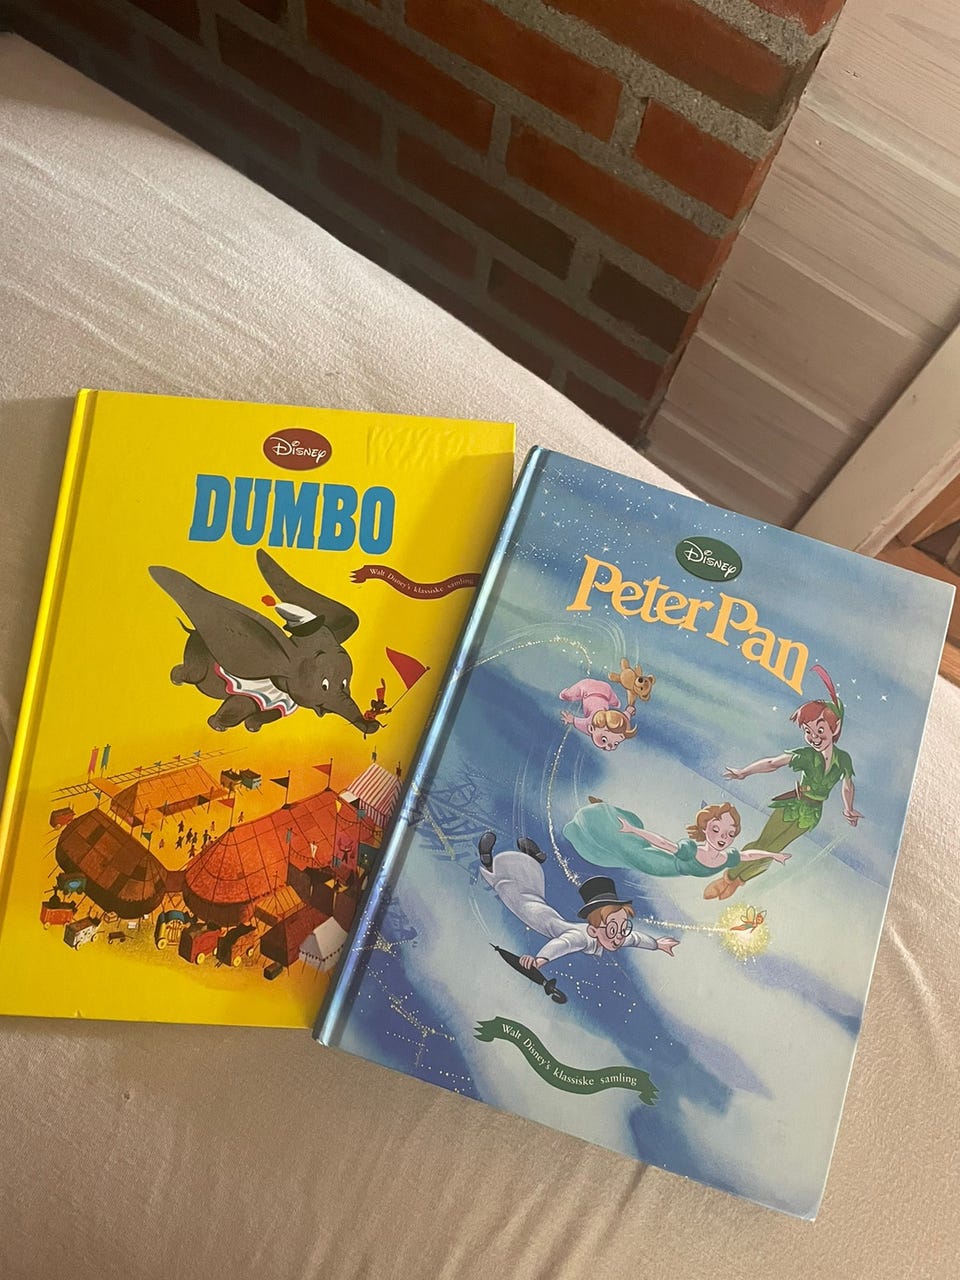 Disney
DUMBO
Walt Disney's klassiske samling
Disney
Peter Pan
Walt Disney's klassiske samling